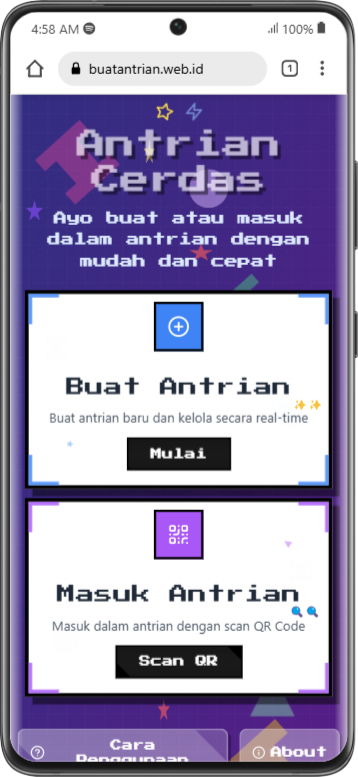 4:58 AM 100%
buatantrian.web.id 1
Antrian
Cerdas
Ayo buat atau masuk
dalam antrian dengan
mudah dan cepat
Buat Antrian
Buat antrian baru dan kelola secara real-time
Mulai
Masuk Antrian
Masuk dalam antrian dengan scan QR Code
Scan QR
Cara
Penggunaan
About